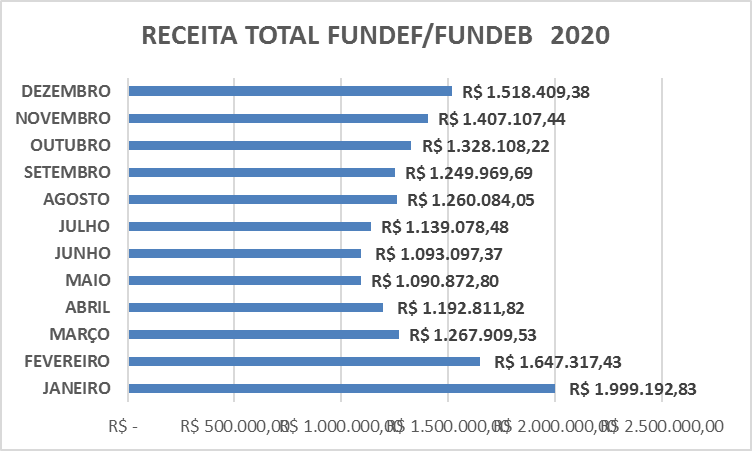 RECEITA TOTAL FUNDEF/FUNDEB 2020
DEZEMBRO R$ 1.518.409,38
NOVEMBRO R$ 1.407.107,44
OUTUBRO R$ 1.328.108,22
SETEMBRO R$ 1.249.969,69
AGOSTO R$ 1.260.084,05
JULHO R$ 1.139.078,48
JUNHO R$ 1.093.097,37
MAIO R$ 1.090.872,80
ABRIL R$ 1.192.811,82
MARÇO R$ 1.267.909,53
FEVEREIRO R$ 1.647.317,43
JANEIRO R$ 1.999.192,83
R$ - R$ 500.000,00 R$ 1.000.000,00 R$ 1.500.000,00 R$ 2.000.000,00 R$ 2.500.000,00